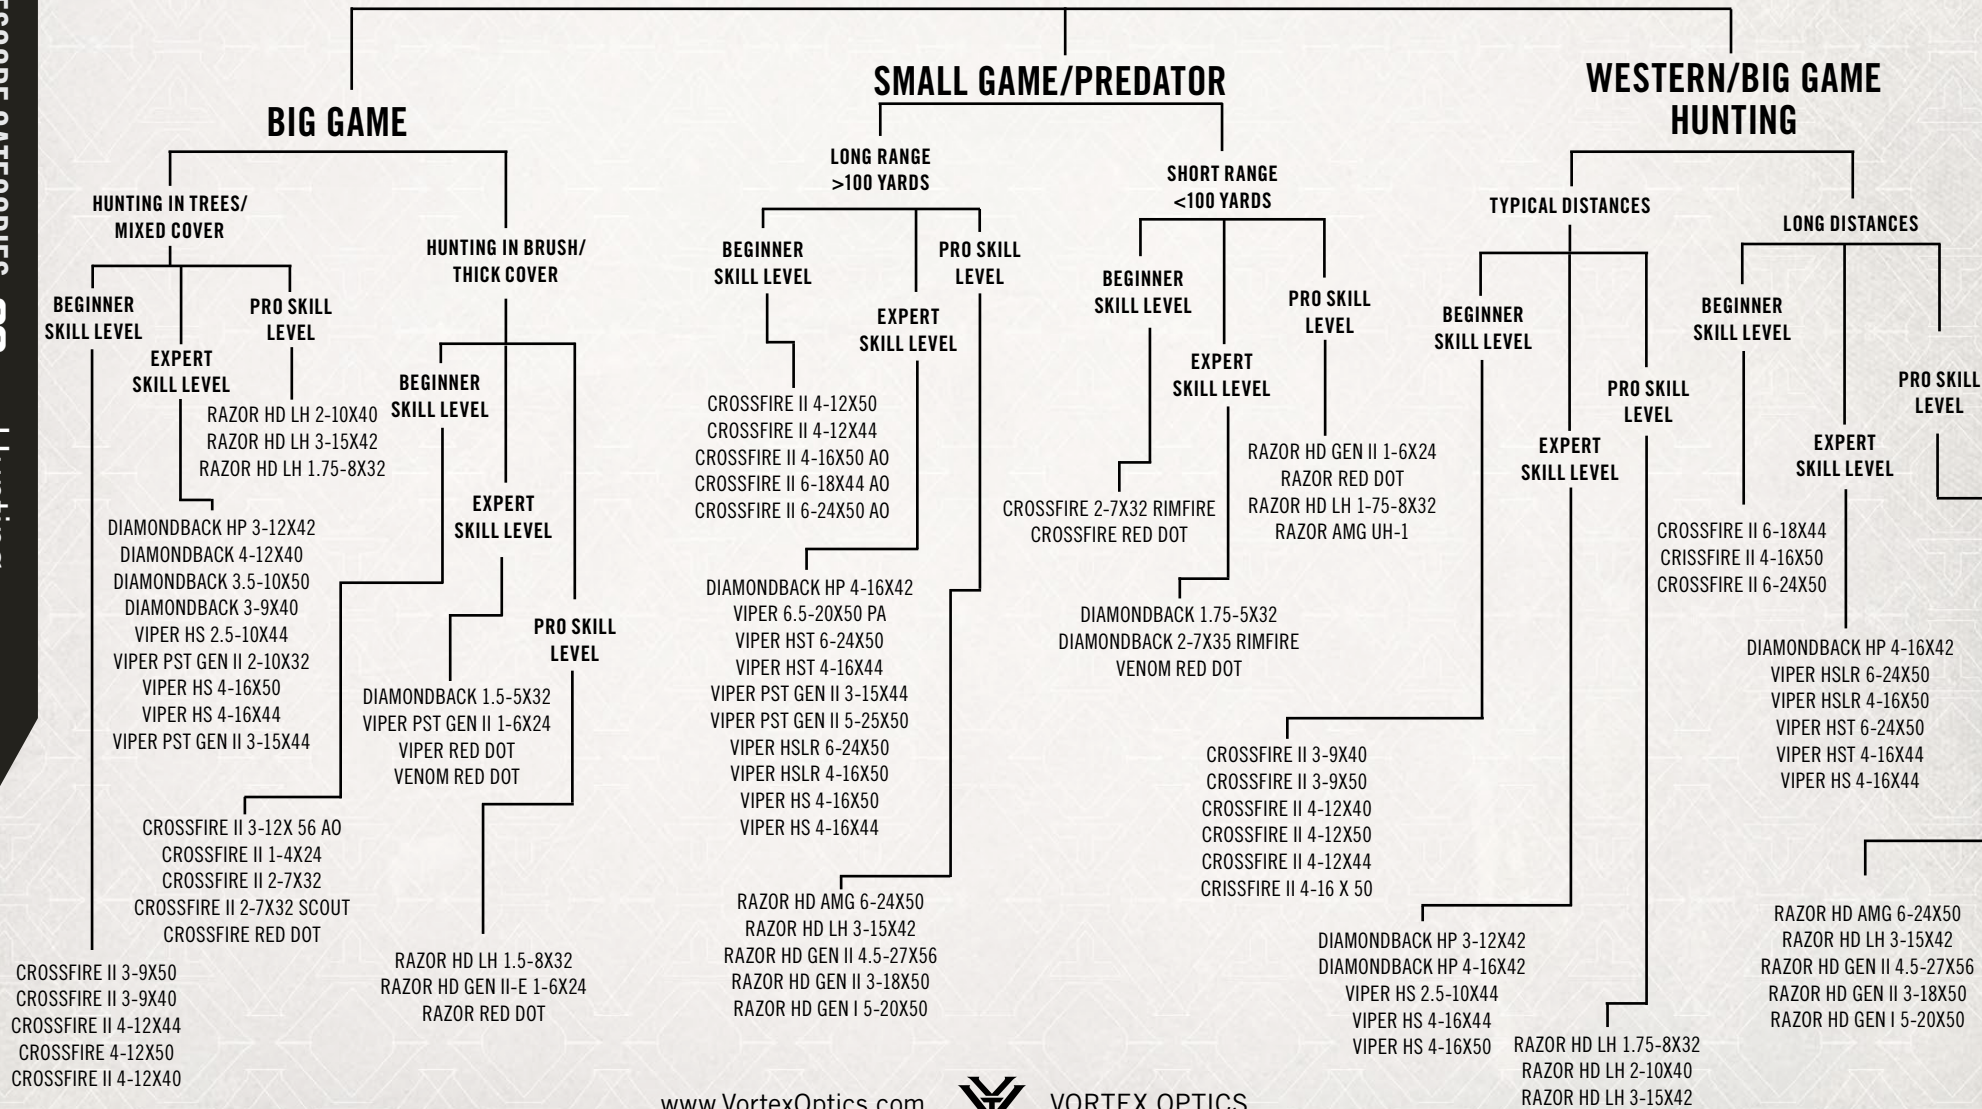 BIG GAME
HUNTING IN TREES/
MIXED COVER
BEGINNER
SKILL LEVEL
CROSSFIRE II 3-9X50
CROSSFIRE II 3-9X40
CROSSFIRE II 4-12X44
CROSSFIRE 4-12X50
CROSSFIRE II 4-12X40
EXPERT
SKILL LEVEL
DIAMONDBACK HP 3-12X42
DIAMONDBACK 4-12X40
DIAMONDBACK 3.5-10X50
DIAMONDBACK 3-9X40
VIPER HS 2.5-10X44
VIPER PST GEN II 2-10X32
VIPER HS 4-16X50
VIPER HS 4-16X44
VIPER PST GEN II 3-15X44
PRO SKILL
LEVEL
RAZOR HD LH 2-10X40
RAZOR HD LH 3-15X42
RAZOR HD LH 1.75-8X32
HUNTING IN BRUSH/
THICK COVER
BEGINNER
SKILL LEVEL
CROSSFIRE II 3-12X 56 AO
CROSSFIRE II 1-4X24
CROSSFIRE II 2-7X32
CROSSFIRE II 2-7X32 SCOUT
CROSSFIRE RED DOT
EXPERT
SKILL LEVEL
DIAMONDBACK 1.5-5X32
VIPER PST GEN II 1-6X24
VIPER RED DOT
VENOM RED DOT
PRO SKILL
LEVEL
RAZOR HD LH 1.5-8X32
RAZOR HD GEN II-E 1-6X24
RAZOR RED DOT
SMALL GAME/PREDATOR
LONG RANGE
>100 YARDS
BEGINNER
SKILL LEVEL
CROSSFIRE II 4-12X50
CROSSFIRE II 4-12X44
CROSSFIRE II 4-16X50 AO
CROSSFIRE II 6-18X44 AO
CROSSFIRE II 6-24X50 AO
EXPERT
SKILL LEVEL
DIAMONDBACK HP 4-16X42
VIPER 6.5-20X50 PA
VIPER HST 6-24X50
VIPER HST 4-16X44
VIPER PST GEN II 3-15X44
VIPER PST GEN II 5-25X50
VIPER HSLR 6-24X50
VIPER HSLR 4-16X50
VIPER HS 4-16X50
VIPER HS 4-16X44
PRO SKILL
LEVEL
RAZOR HD AMG 6-24X50
RAZOR HD LH 3-15X42
RAZOR HD GEN II 4.5-27X56
RAZOR HD GEN II 3-18X50
RAZOR HD GEN I 5-20X50
SHORT RANGE
<100 YARDS
BEGINNER
SKILL LEVEL
CROSSFIRE 2-7X32 RIMFIRE
CROSSFIRE RED DOT
EXPERT
SKILL LEVEL
DIAMONDBACK 1.75-5X32
DIAMONDBACK 2-7X35 RIMFIRE
VENOM RED DOT
PRO SKILL
LEVEL
RAZOR HD GEN II 1-6X24
RAZOR RED DOT
RAZOR HD LH 1-75-8X32
RAZOR AMG UH-1
WESTERN/BIG GAME
HUNTING
TYPICAL DISTANCES
BEGINNER
SKILL LEVEL
CROSSFIRE II 3-9X40
CROSSFIRE II 3-9X50
CROSSFIRE II 4-12X40
CROSSFIRE II 4-12X50
CROSSFIRE II 4-12X44
CRISSFIRE II 4-16 X 50
EXPERT
SKILL LEVEL
DIAMONDBACK HP 3-12X42
DIAMONDBACK HP 4-16X42
VIPER HS 2.5-10X44
VIPER HS 4-16X44
VIPER HS 4-16X50
PRO SKILL
LEVEL
RAZOR HD LH 1.75-8X32
RAZOR HD LH 2-10X40
RAZOR HD LH 3-15X42
LONG DISTANCES
BEGINNER
SKILL LEVEL
CROSSFIRE II 6-18X44
CRISSFIRE II 4-16X50
CROSSFIRE II 6-24X50
EXPERT
SKILL LEVEL
DIAMONDBACK HP 4-16X42
VIPER HSLR 6-24X50
VIPER HSLR 4-16X50
VIPER HST 6-24X50
VIPER HST 4-16X44
VIPER HS 4-16X44
PRO SKILL
LEVEL
RAZOR HD AMG 6-24X50
RAZOR HD LH 3-15X42
RAZOR HD GEN II 4.5-27X56
RAZOR HD GEN II 3-18X50
RAZOR HD GEN I 5-20X50
www.VortexOptics.com
VORTEX OPTICS